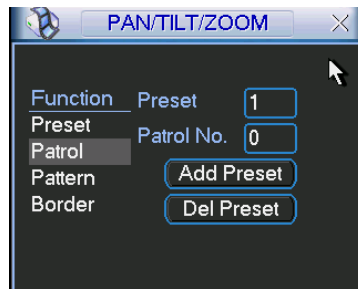 PAN/TILT/ZOOM
Function Preset 1
Preset
Patrol No. 0
Patrol
Add Preset
Pattern
Border
Del Preset